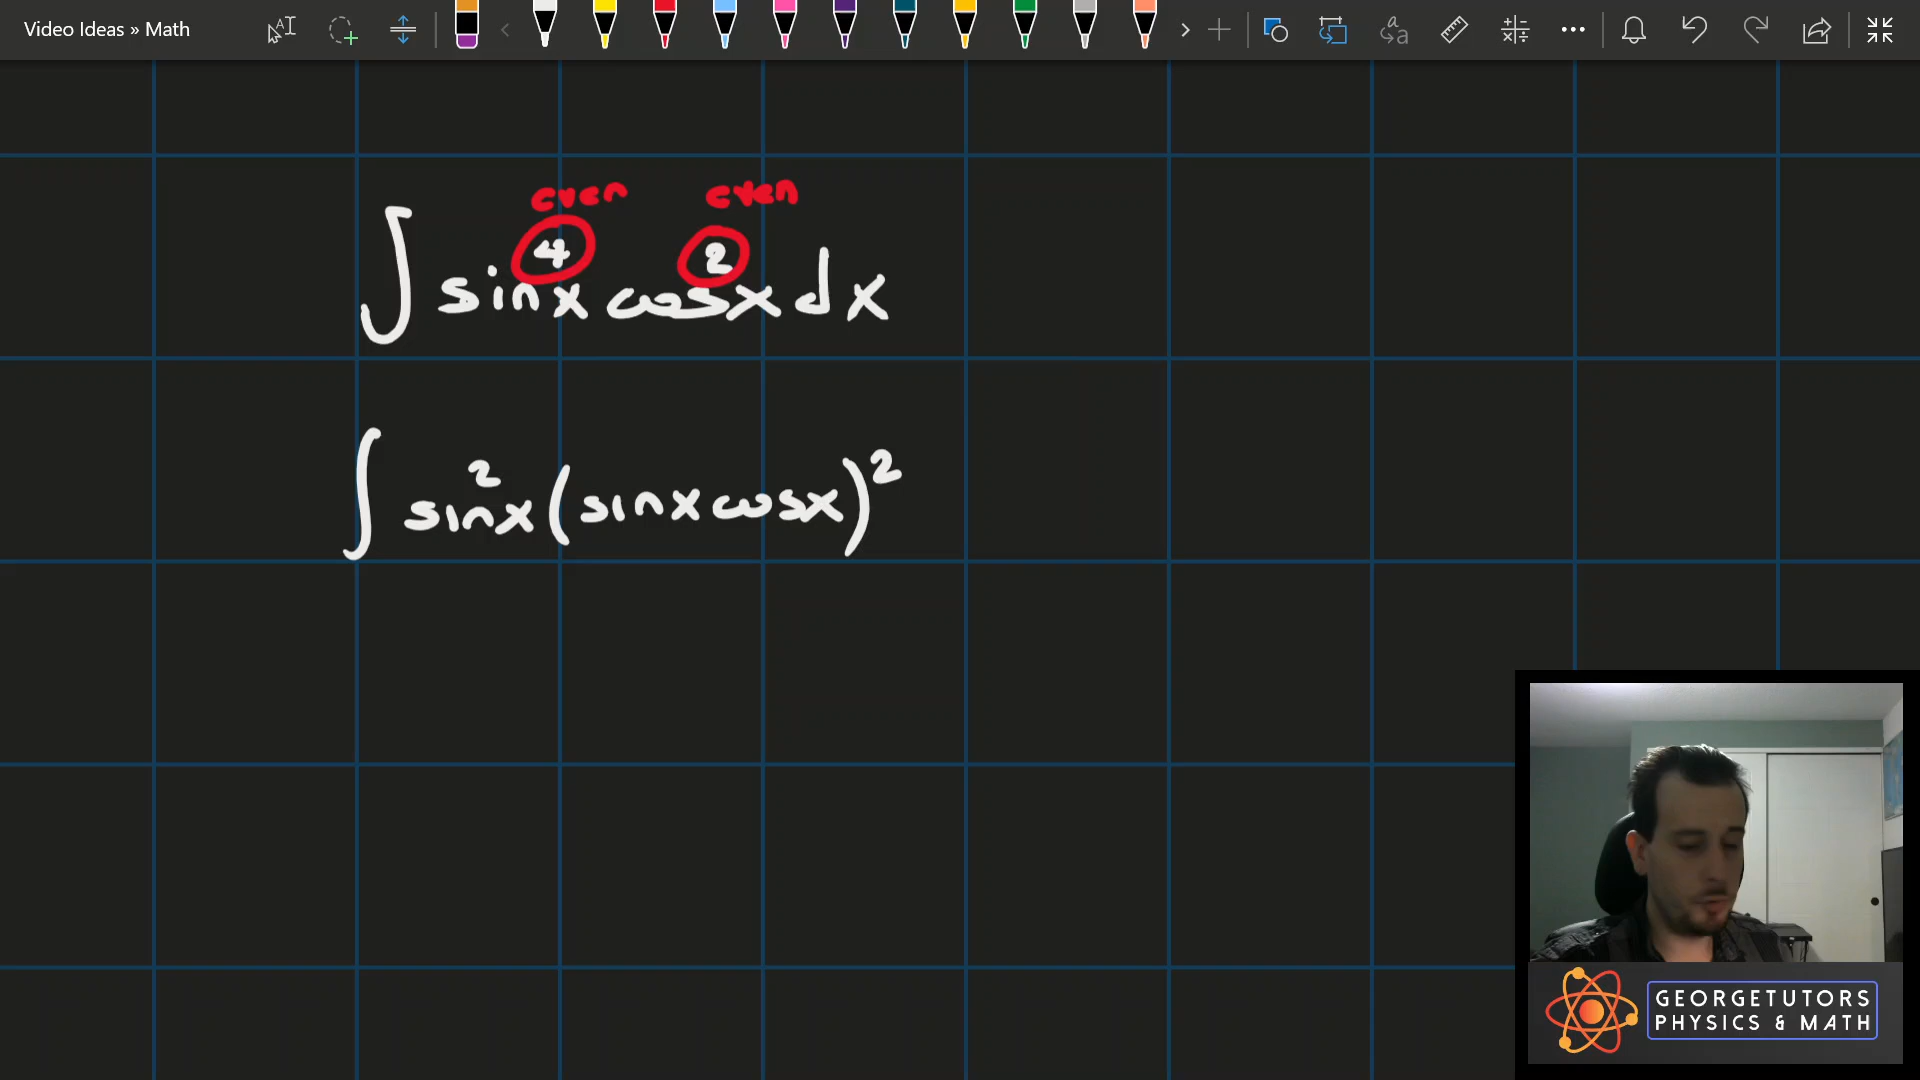 Video Ideas » Math
even even
∫ sin⁴x cos²x dx
∫ sin²x (sinx cosx)²
GEORGETUTORS
PHYSICS & MATH